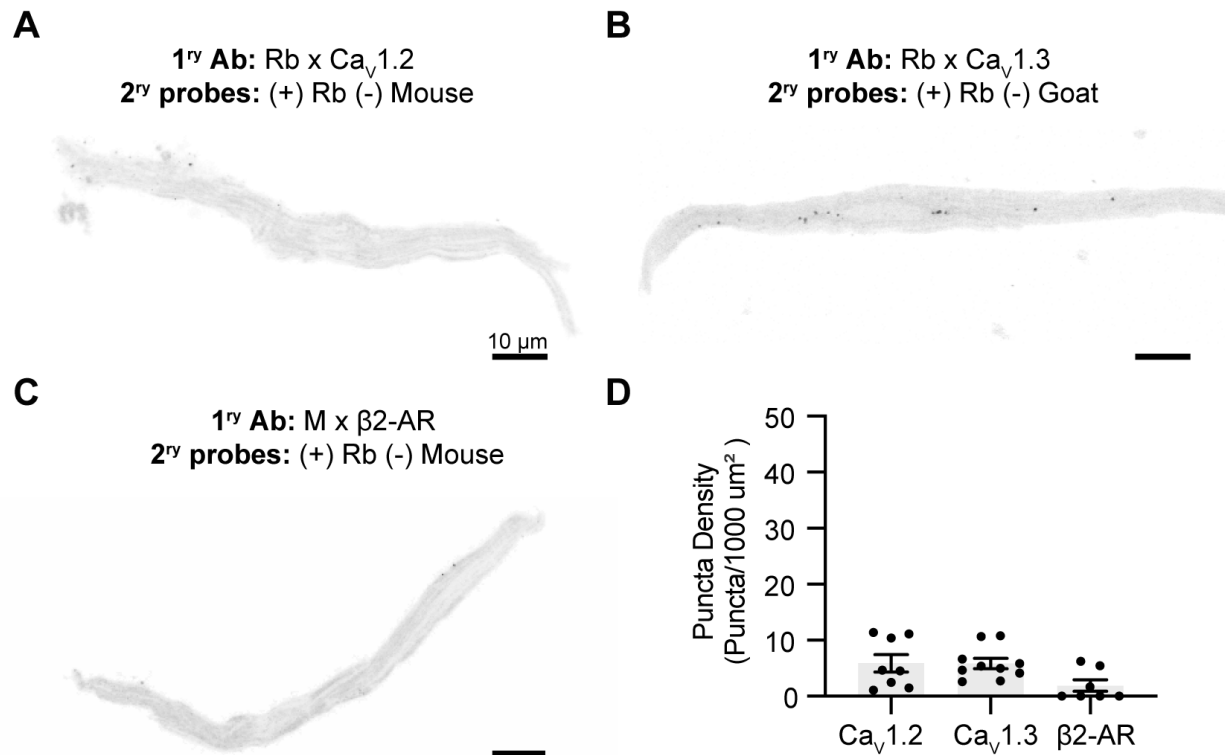 A
1ʳʸ Ab: Rb x Caᵥ1.2
2ʳʸ probes: (+) Rb (-) Mouse
10 µm
B
1ʳʸ Ab: Rb x Caᵥ1.3
2ʳʸ probes: (+) Rb (-) Goat
C
1ʳʸ Ab: M x β2-AR
2ʳʸ probes: (+) Rb (-) Mouse
D
Puncta Density
(Puncta/1000 um² )
50
40
30
20
10
0
Caᵥ1.2 Caᵥ1.3 β2-AR